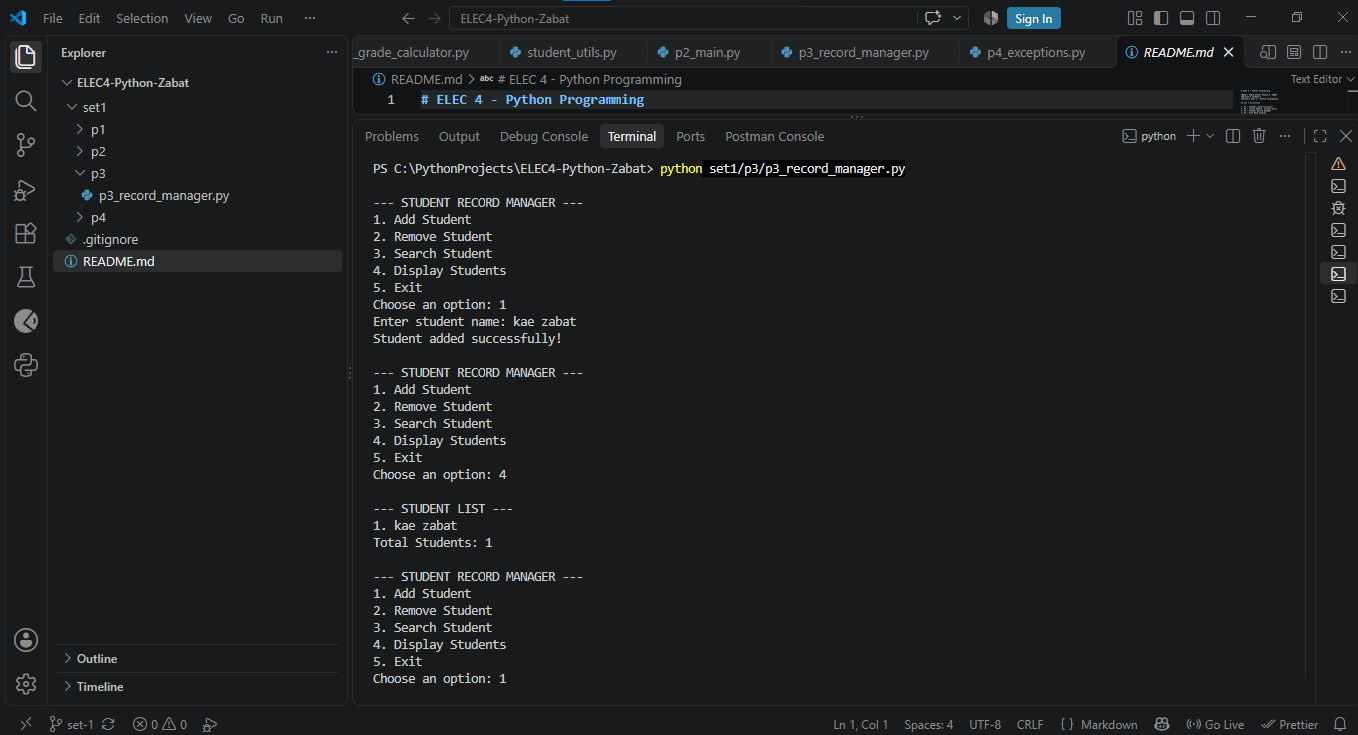 File Edit Selection View Go Run ··· ELEC4-Python-Zabat Sign In
Explorer ···
ELEC4-Python-Zabat
set1
p1
p2
p3
p3_record_manager.py
p4
.gitignore
README.md
Outline
Timeline
_grade_calculator.py student_utils.py p2_main.py p3_record_manager.py p4_exceptions.py README.md
README.md > abc # ELEC 4 - Python Programming Text Editor
1 # ELEC 4 - Python Programming
Problems Output Debug Console Terminal Ports Postman Console python
PS C:\PythonProjects\ELEC4-Python-Zabat> python set1/p3/p3_record_manager.py
--- STUDENT RECORD MANAGER ---
1. Add Student
2. Remove Student
3. Search Student
4. Display Students
5. Exit
Choose an option: 1
Enter student name: kae zabat
Student added successfully!
--- STUDENT RECORD MANAGER ---
1. Add Student
2. Remove Student
3. Search Student
4. Display Students
5. Exit
Choose an option: 4
--- STUDENT LIST ---
1. kae zabat
Total Students: 1
--- STUDENT RECORD MANAGER ---
1. Add Student
2. Remove Student
3. Search Student
4. Display Students
5. Exit
Choose an option: 1
set-1 0 0 Ln 1, Col 1 Spaces: 4 UTF-8 CRLF { } Markdown Go Live Prettier